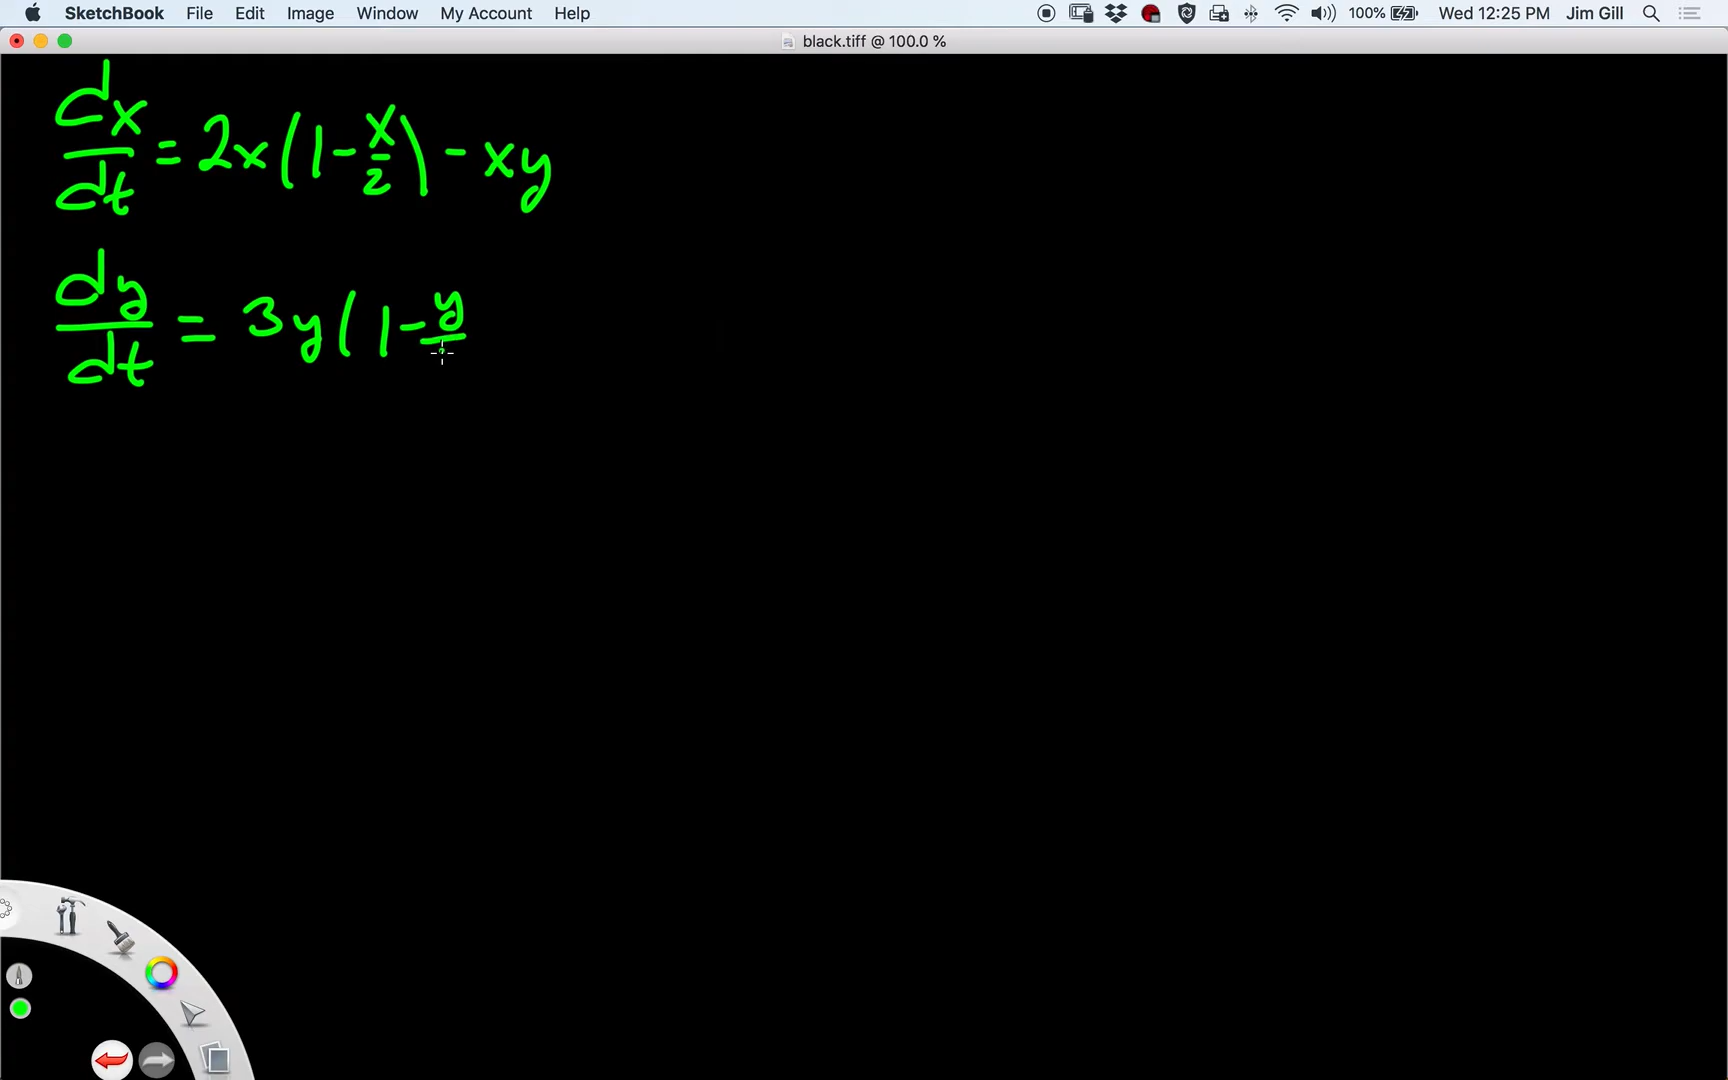 SketchBook File Edit Image Window My Account Help 100% Wed 12:25 PM Jim Gill
black.tiff @ 100.0 %
dx/dt = 2x(1 - x/2) - xy
dy/dt = 3y(1 - y/